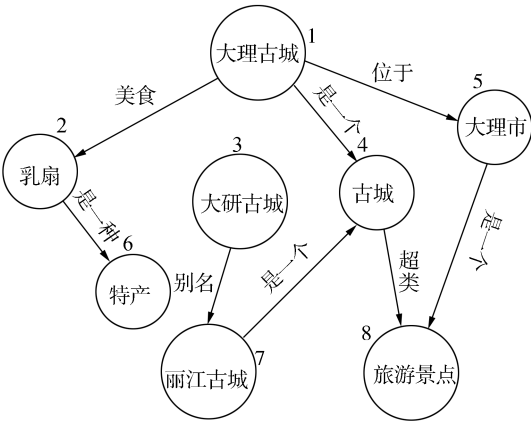 1
大理古城
位于
5
大理市
美食
是一个
2
乳扇
3
大研古城
4
古城
是一种
6
特产
别名
是一个
超类
是一个
7
丽江古城
8
旅游景点